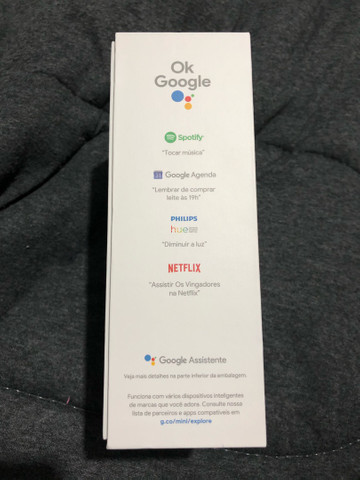 Ok
Google
Spotify
"Tocar música"
Google Agenda
"Lembrar de comprar
leite às 19h"
PHILIPS
hue
"Diminuir a luz"
NETFLIX
"Assistir Os Vingadores
na Netflix"
Google Assistente
Veja mais detalhes na parte inferior da embalagem.
Funciona com vários dispositivos inteligentes
de marcas que você adora. Consulte nossa
lista de parceiros e apps compatíveis em
g.co/mini/explore